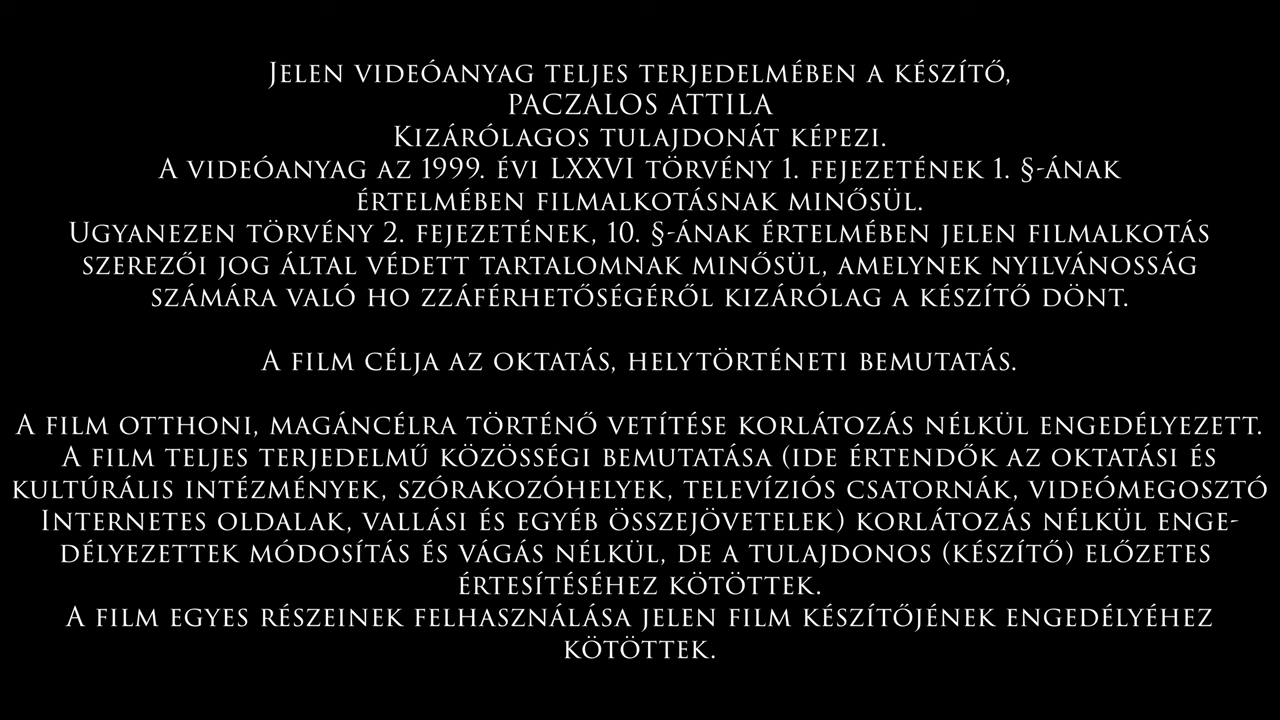 Jelen videóanyag teljes terjedelmében a készítő,
PACZALOS ATTILA
Kizárólagos tulajdonát képezi.
A videóanyag az 1999. évi LXXVI törvény 1. fejezetének 1. §-ának
értelmében filmalkotásnak minősül.
Ugyanezen törvény 2. fejezetének, 10. §-ának értelmében jelen filmalkotás
szerezői jog által védett tartalomnak minősül, amelynek nyilvánosság
számára való ho zzáférhetőségéről kizárólag a készítő dönt.
A film célja az oktatás, helytörténeti bemutatás.
A film otthoni, magáncélra történő vetítése korlátozás nélkül engedélyezett.
A film teljes terjedelmű közösségi bemutatása (ide értendők az oktatási és
kultúrális intézmények, szórakozóhelyek, televíziós csatornák, videómegosztó
Internetes oldalak, vallási és egyéb összejövetelek) korlátozás nélkül enge-
délyezettek módosítás és vágás nélkül, de a tulajdonos (készítő) előzetes
értesítéséhez kötöttek.
A film egyes részeinek felhasználása jelen film készítőjének engedélyéhez
kötöttek.